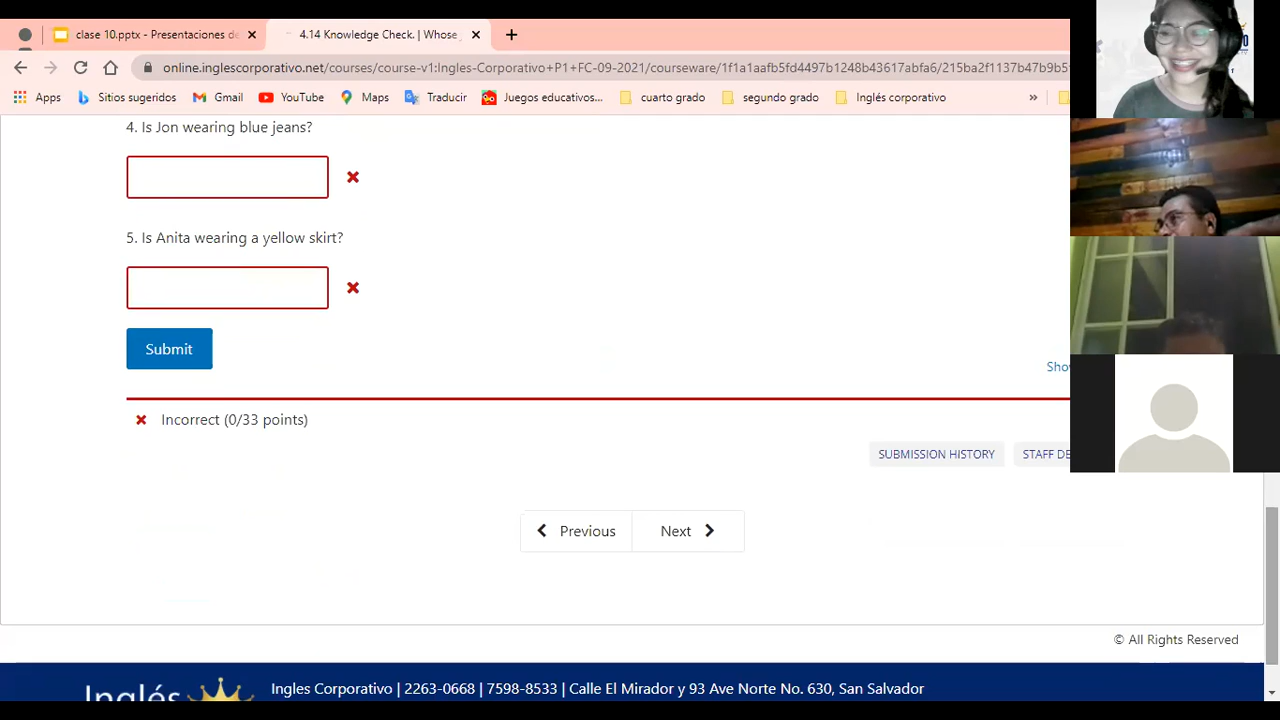 clase 10.pptx - Presentaciones de
4.14 Knowledge Check. | Whose
online.inglescorporativo.net/courses/course-v1:Ingles-Corporativo+P1+FC-09-2021/courseware/1f1a1aafb5fd4497b1248b43617abfa6/215ba2f1137b47b9b5
Apps
Sitios sugeridos
Gmail
YouTube
Maps
Traducir
Juegos educativos...
cuarto grado
segundo grado
Inglés corporativo
»
4. Is Jon wearing blue jeans?
5. Is Anita wearing a yellow skirt?
Submit
Sho
Incorrect (0/33 points)
SUBMISSION HISTORY
STAFF DE
Previous
Next
© All Rights Reserved
Inglés
Ingles Corporativo | 2263-0668 | 7598-8533 | Calle El Mirador y 93 Ave Norte No. 630, San Salvador